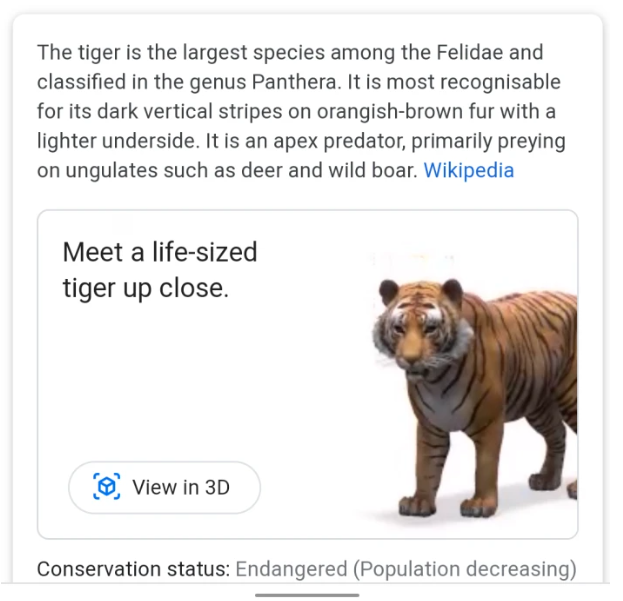 The tiger is the largest species among the Felidae and
classified in the genus Panthera. It is most recognisable
for its dark vertical stripes on orangish-brown fur with a
lighter underside. It is an apex predator, primarily preying
on ungulates such as deer and wild boar. Wikipedia
Meet a life-sized
tiger up close.
View in 3D
Conservation status: Endangered (Population decreasing)